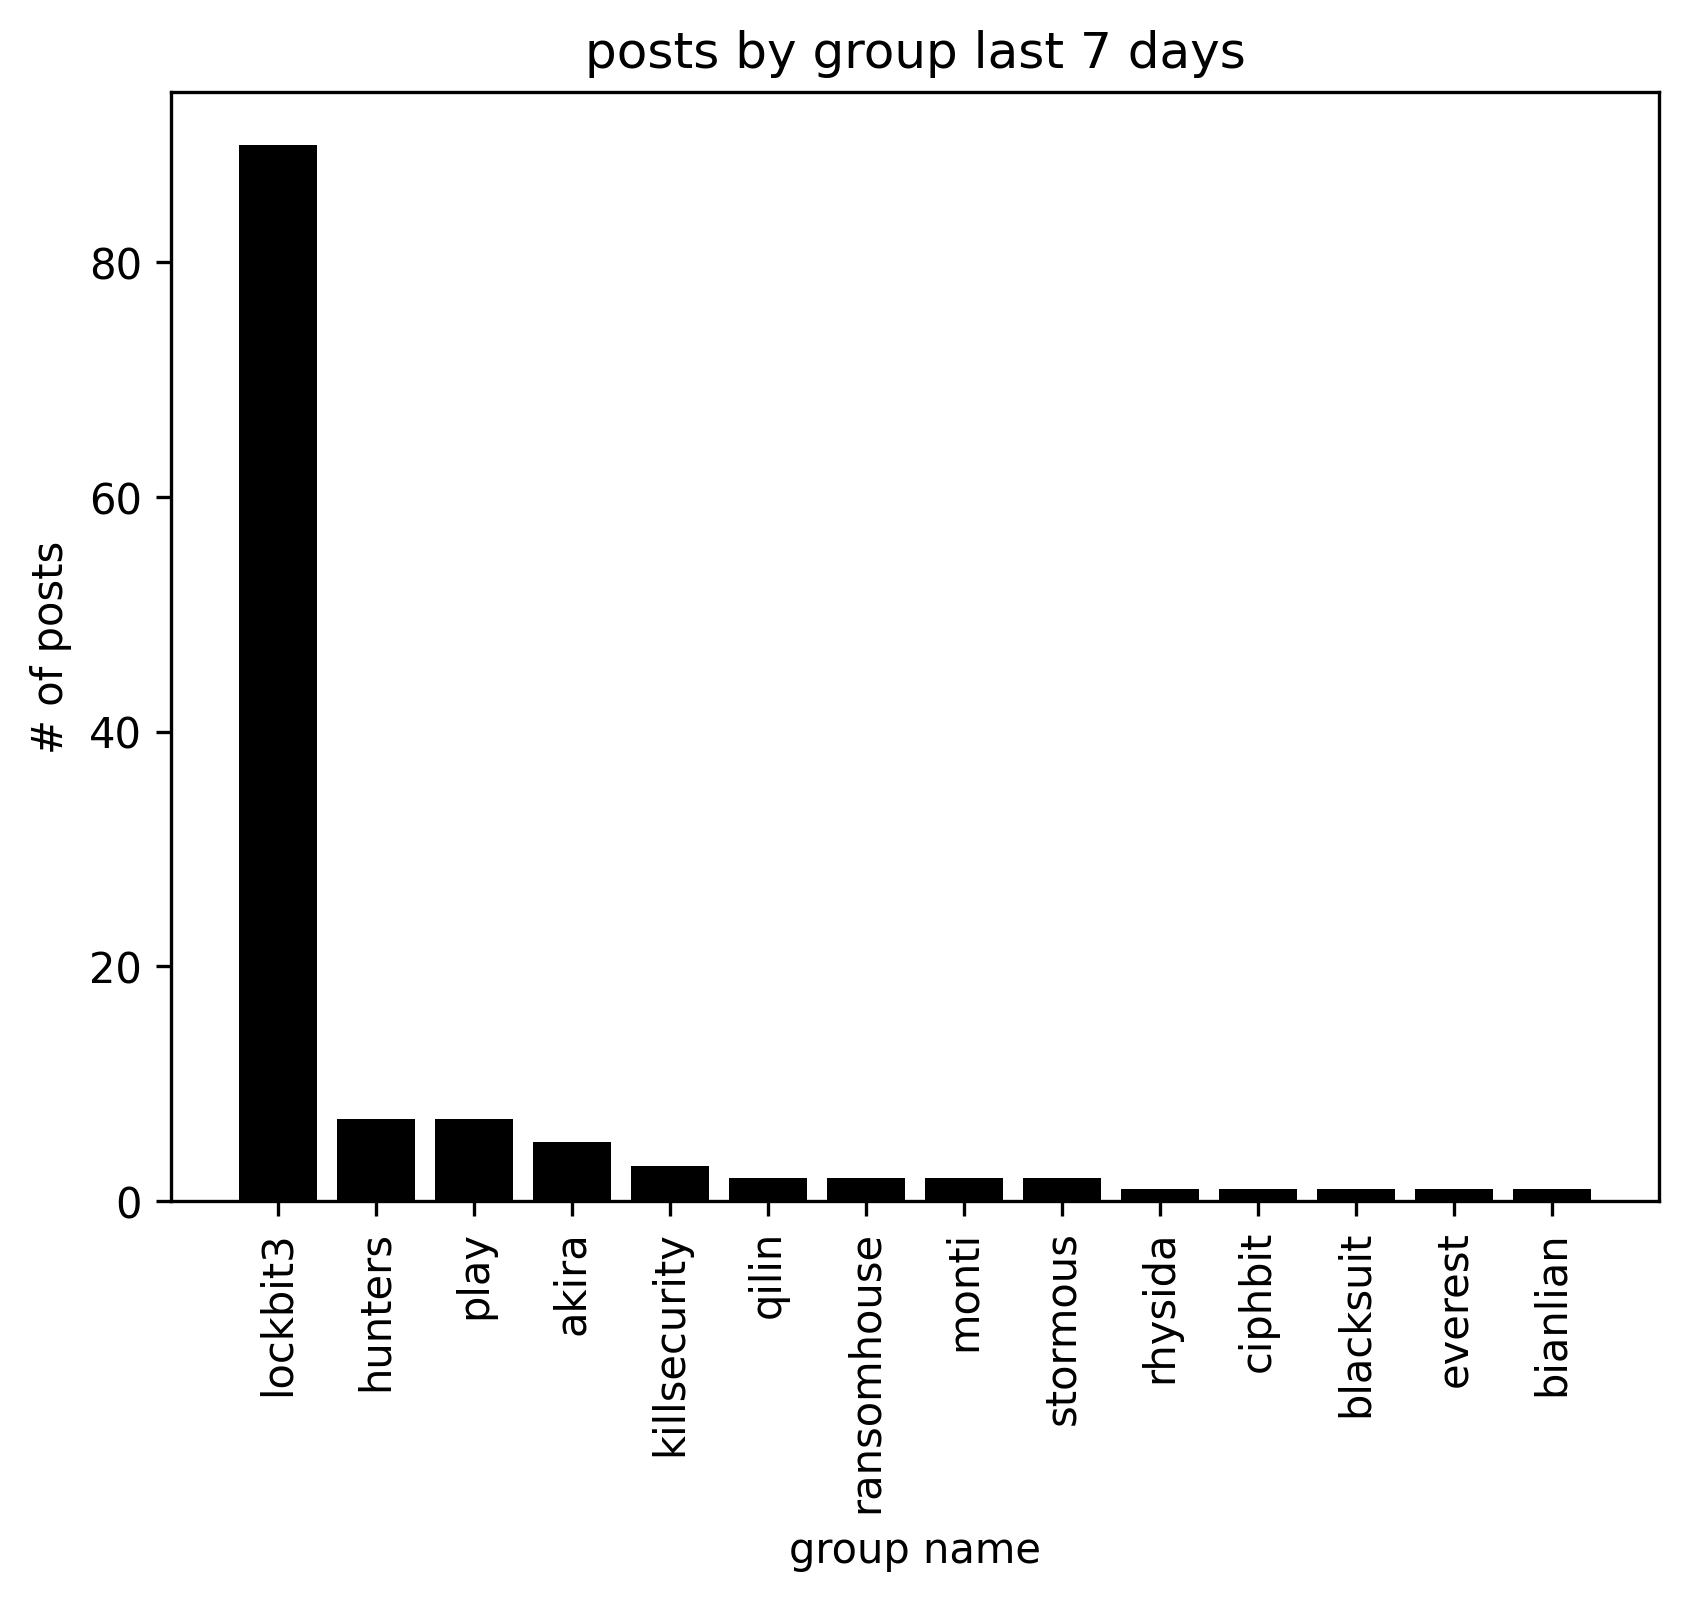 posts by group last 7 days
# of posts
80
60
40
20
0
lockbit3
hunters
play
akira
killsecurity
qilin
ransomhouse
monti
stormous
rhysida
ciphbit
blacksuit
everest
bianlian
group name